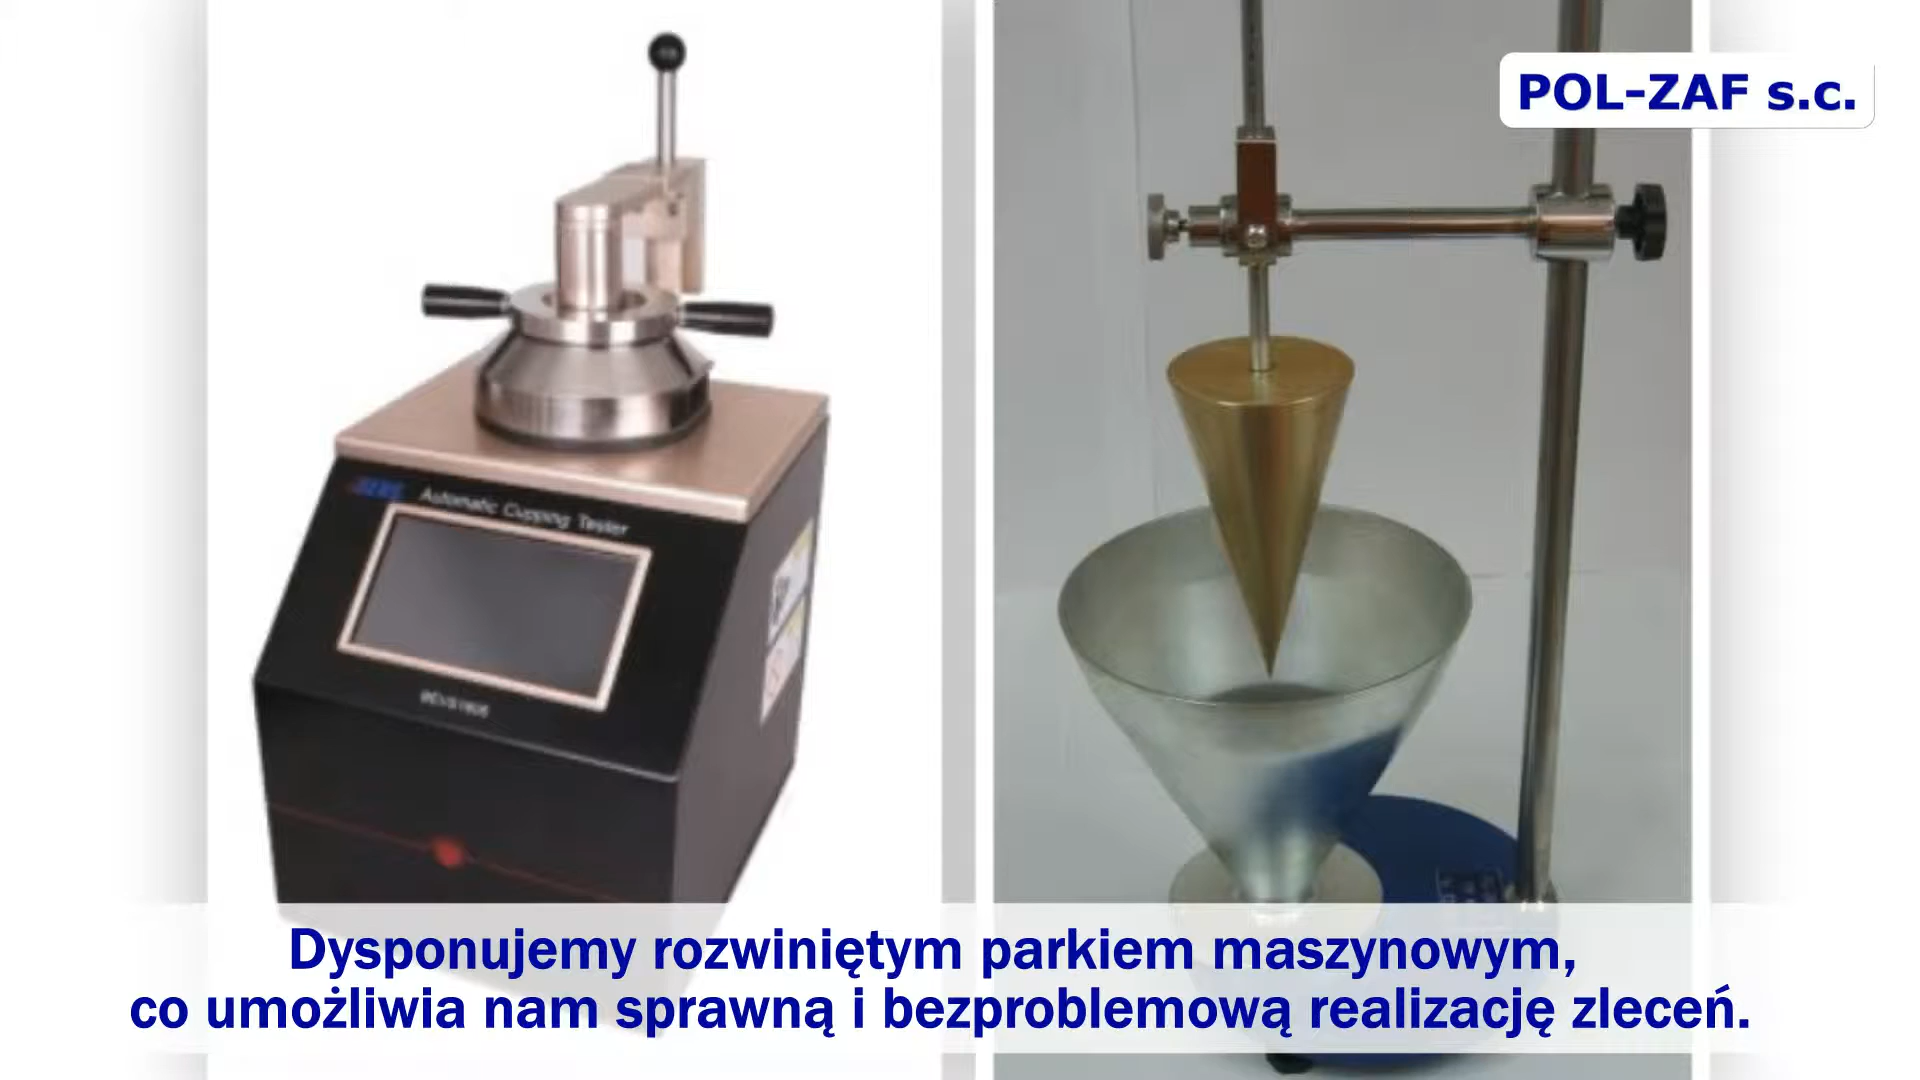 POL-ZAF s.c.
Automatic Cupping Tester
Dysponujemy rozwiniętym parkiem maszynowym,
co umożliwia nam sprawną i bezproblemową realizację zleceń.